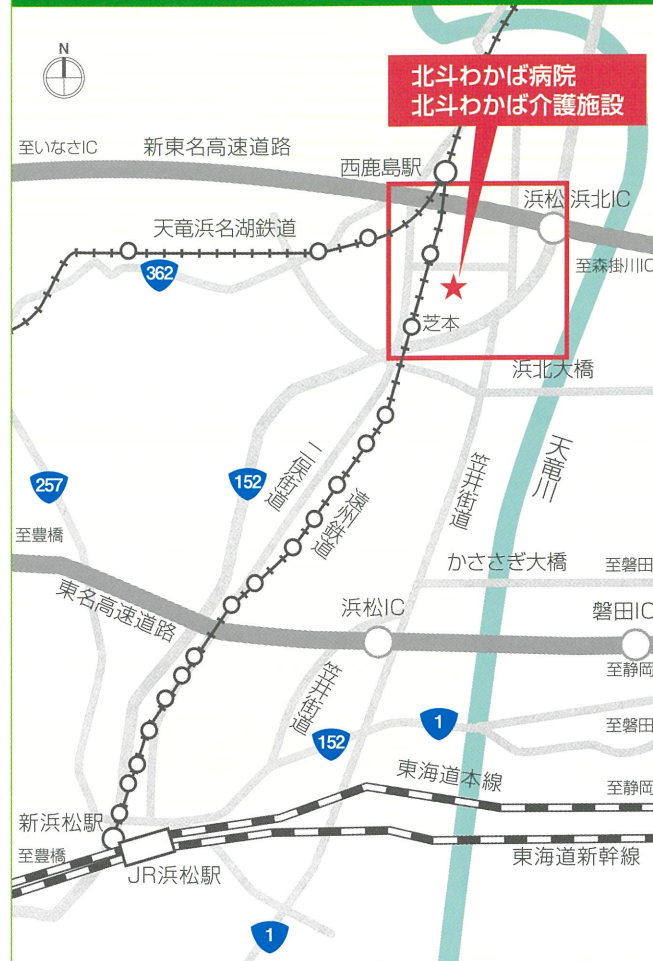 N
北斗わかば病院
北斗わかば介護施設
至いなさIC
新東名高速道路
西鹿島駅
浜松浜北IC
天竜浜名湖鉄道
362
至森掛川IC
芝本
浜北大橋
257
152
二俣街道
遠州鉄道
笠井街道
天竜川
至豊橋
東名高速道路
かささぎ大橋
至磐田
浜松IC
磐田IC
至静岡
笠井街道
152
1
至磐田
東海道本線
至静岡
新浜松駅
至豊橋
JR浜松駅
東海道新幹線
1